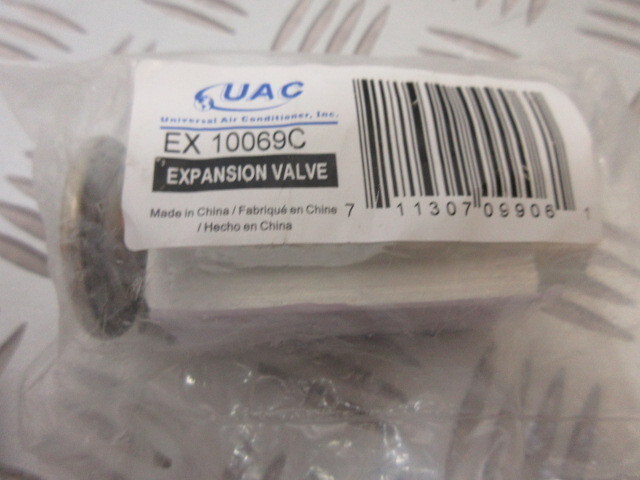 UAC
Universal Air Conditioner, Inc.
EX 10069C
EXPANSION VALVE
Made in China / Fabriqué en Chine
/ Hecho en China
7 11307 09906 1